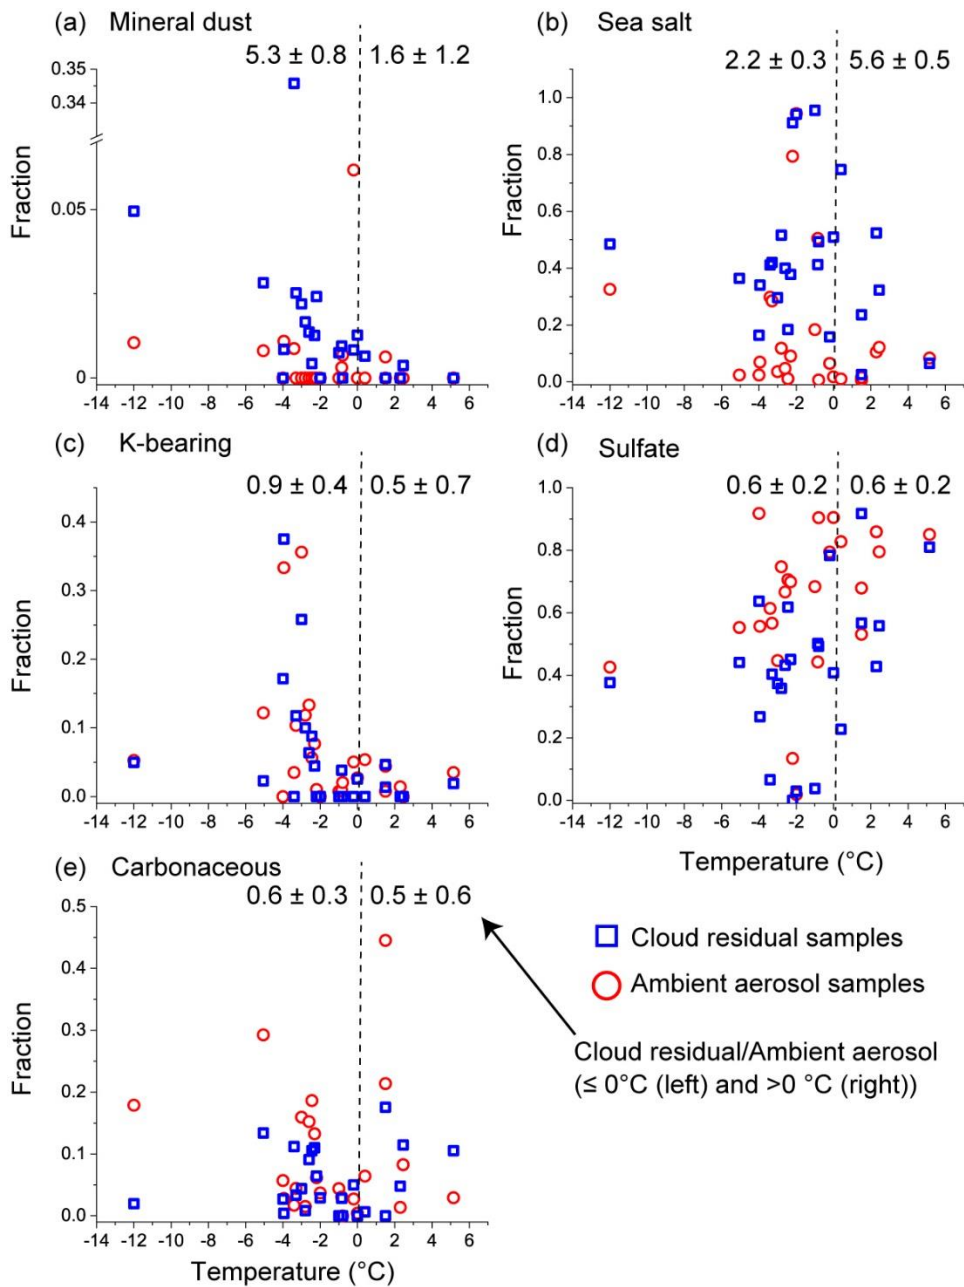 (a) Mineral dust
5.3 ± 0.8 1.6 ± 1.2
0.35
0.34
0.05
0
Fraction
-14 -12 -10 -8 -6 -4 -2 0 2 4 6
(b) Sea salt
2.2 ± 0.3 5.6 ± 0.5
1.0
0.8
0.6
0.4
0.2
0.0
Fraction
-14 -12 -10 -8 -6 -4 -2 0 2 4 6
(c) K-bearing
0.9 ± 0.4 0.5 ± 0.7
0.4
0.3
0.2
0.1
0.0
Fraction
-14 -12 -10 -8 -6 -4 -2 0 2 4 6
(d) Sulfate
0.6 ± 0.2 0.6 ± 0.2
1.0
0.8
0.6
0.4
0.2
0.0
Fraction
-14 -12 -10 -8 -6 -4 -2 0 2 4 6
Temperature (°C)
(e) Carbonaceous
0.6 ± 0.3 0.5 ± 0.6
0.5
0.4
0.3
0.2
0.1
0.0
Fraction
-14 -12 -10 -8 -6 -4 -2 0 2 4 6
Temperature (°C)
Cloud residual samples
Ambient aerosol samples
Cloud residual/Ambient aerosol
(≤ 0°C (left) and >0 °C (right))